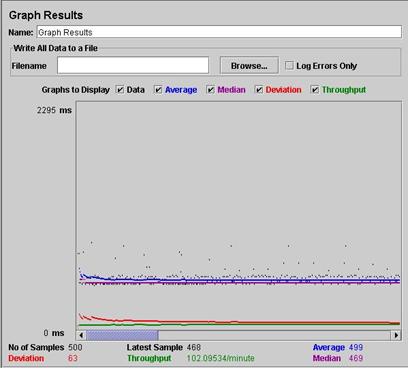 Graph Results
Name: Graph Results
Write All Data to a File
Filename Browse... Log Errors Only
Graphs to Display Data Average Median Deviation Throughput
2295 ms
0 ms
No of Samples 500 Latest Sample 468 Average 499
Deviation 63 Throughput 102.09534/minute Median 469